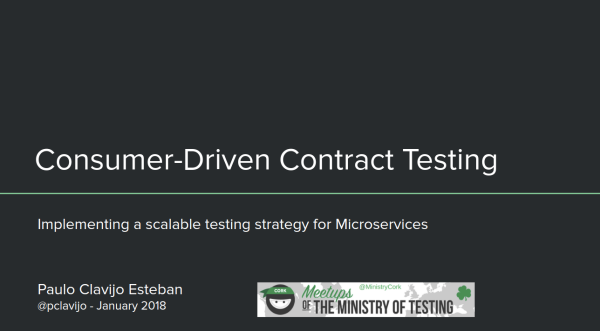 Consumer-Driven Contract Testing
Implementing a scalable testing strategy for Microservices
Paulo Clavijo Esteban
@pclavijo - January 2018
CORK
Meetups
@MinistryCork
OF THE MINISTRY OF TESTING